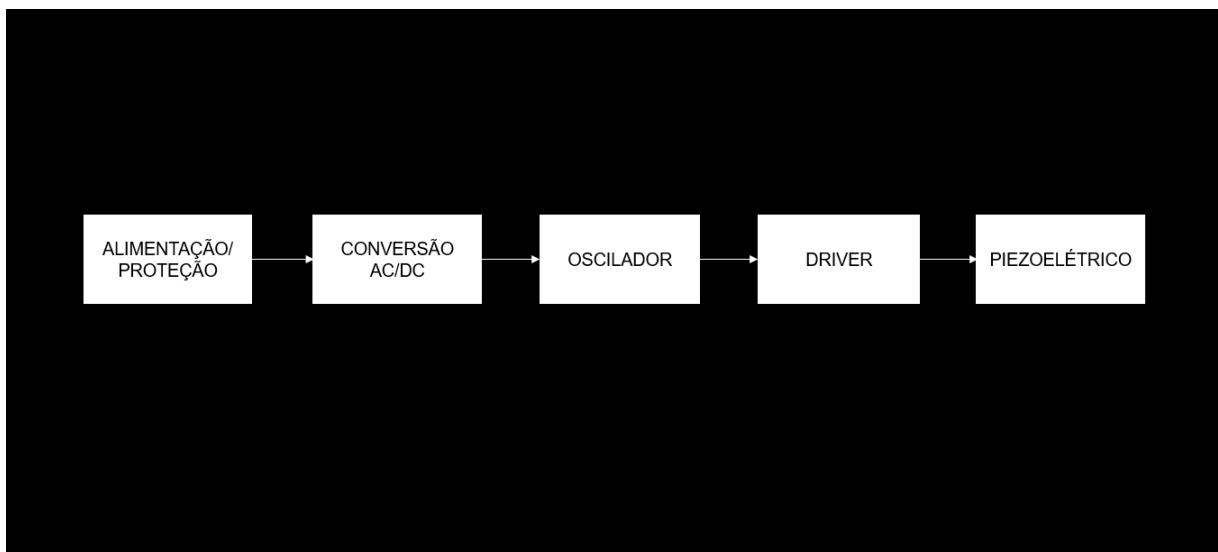 ALIMENTAÇÃO/
PROTEÇÃO
CONVERSÃO
AC/DC
OSCILADOR
DRIVER
PIEZOELÉTRICO